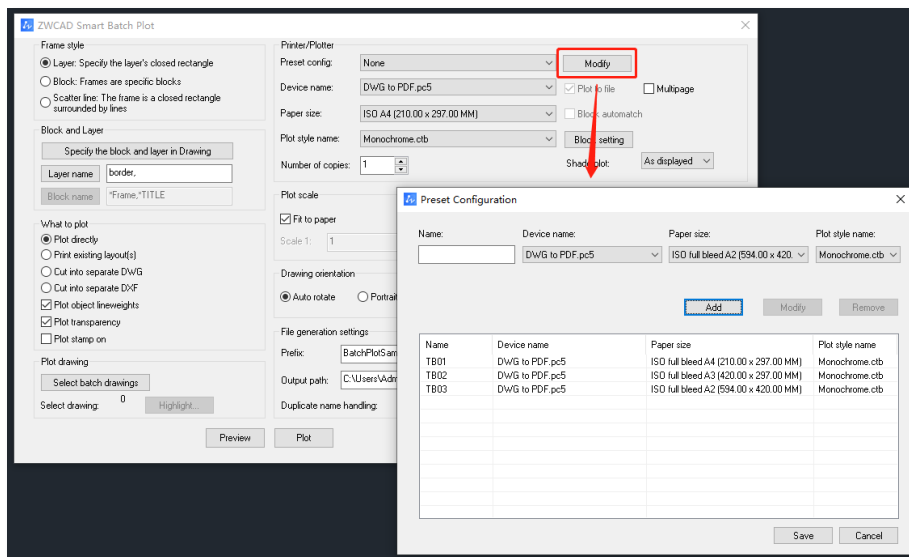 ZWCAD Smart Batch Plot
Frame style
Layer: Specify the layer's closed rectangle
Block: Frames are specific blocks
Scatter line: The frame is a closed rectangle
surrounded by lines
Block and Layer
Specify the block and layer in Drawing
Layer name border,
Block name *Frame,*TITLE
What to plot
Plot directly
Print existing layout(s)
Cut into separate DWG
Cut into separate DXF
Plot object lineweights
Plot transparency
Plot stamp on
Plot drawing
Select batch drawings
Select drawing: 0 Highlight...
Preview Plot
Printer/Plotter
Preset config: None Modify
Device name: DWG to PDF.pc5 Plot to file Multipage
Paper size: ISO A4 (210.00 x 297.00 MM) Block automatch
Plot style name: Monochrome.ctb Block setting
Number of copies: 1 Shade plot: As displayed
Plot scale
Fit to paper
Scale 1: 1
Drawing orientation
Auto rotate Portrait
File generation settings
Prefix: BatchPlotSam
Output path: C:\Users\Adm
Duplicate name handling:
Preset Configuration
Name: Device name: Paper size: Plot style name:
DWG to PDF.pc5 ISO full bleed A2 (594.00 x 420. Monochrome.ctb
Add Modify Remove
Name Device name Paper size Plot style name
TB01 DWG to PDF.pc5 ISO full bleed A4 (210.00 x 297.00 MM) Monochrome.ctb
TB02 DWG to PDF.pc5 ISO full bleed A3 (420.00 x 297.00 MM) Monochrome.ctb
TB03 DWG to PDF.pc5 ISO full bleed A2 (594.00 x 420.00 MM) Monochrome.ctb
Save Cancel